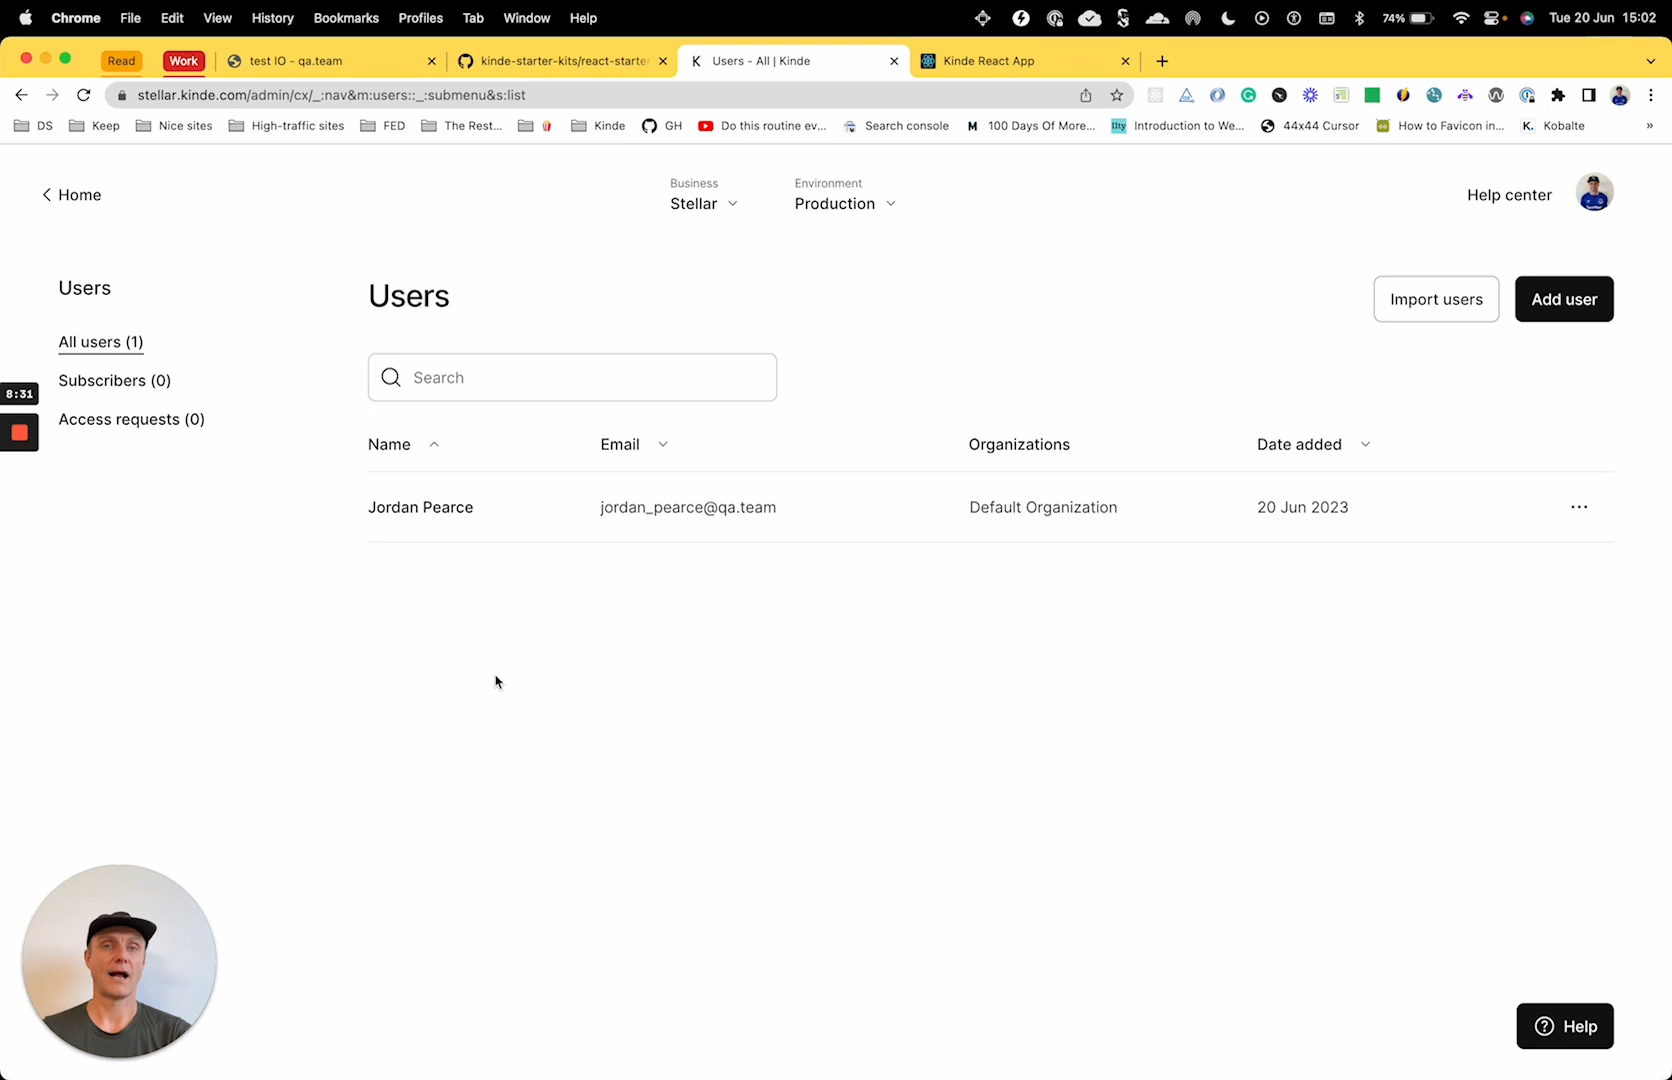 Chrome File Edit View History Bookmarks Profiles Tab Window Help 74% Tue 20 Jun 15:02
Read Work test IO - qa.team kinde-starter-kits/react-starter Users - All | Kinde Kinde React App
stellar.kinde.com/admin/cx/_:nav&m:users::_:submenu&s:list
DS Keep Nice sites High-traffic sites FED The Rest... Kinde GH Do this routine ev... Search console M 100 Days Of More... 11ty Introduction to We... 44x44 Cursor How to Favicon in... K. Kobalte »
Home
Business
Stellar
Environment
Production
Help center
Users
All users (1)
Subscribers (0)
Access requests (0)
8:31
Users
Import users
Add user
Search
Name Email Organizations Date added
Jordan Pearce jordan_pearce@qa.team Default Organization 20 Jun 2023
Help